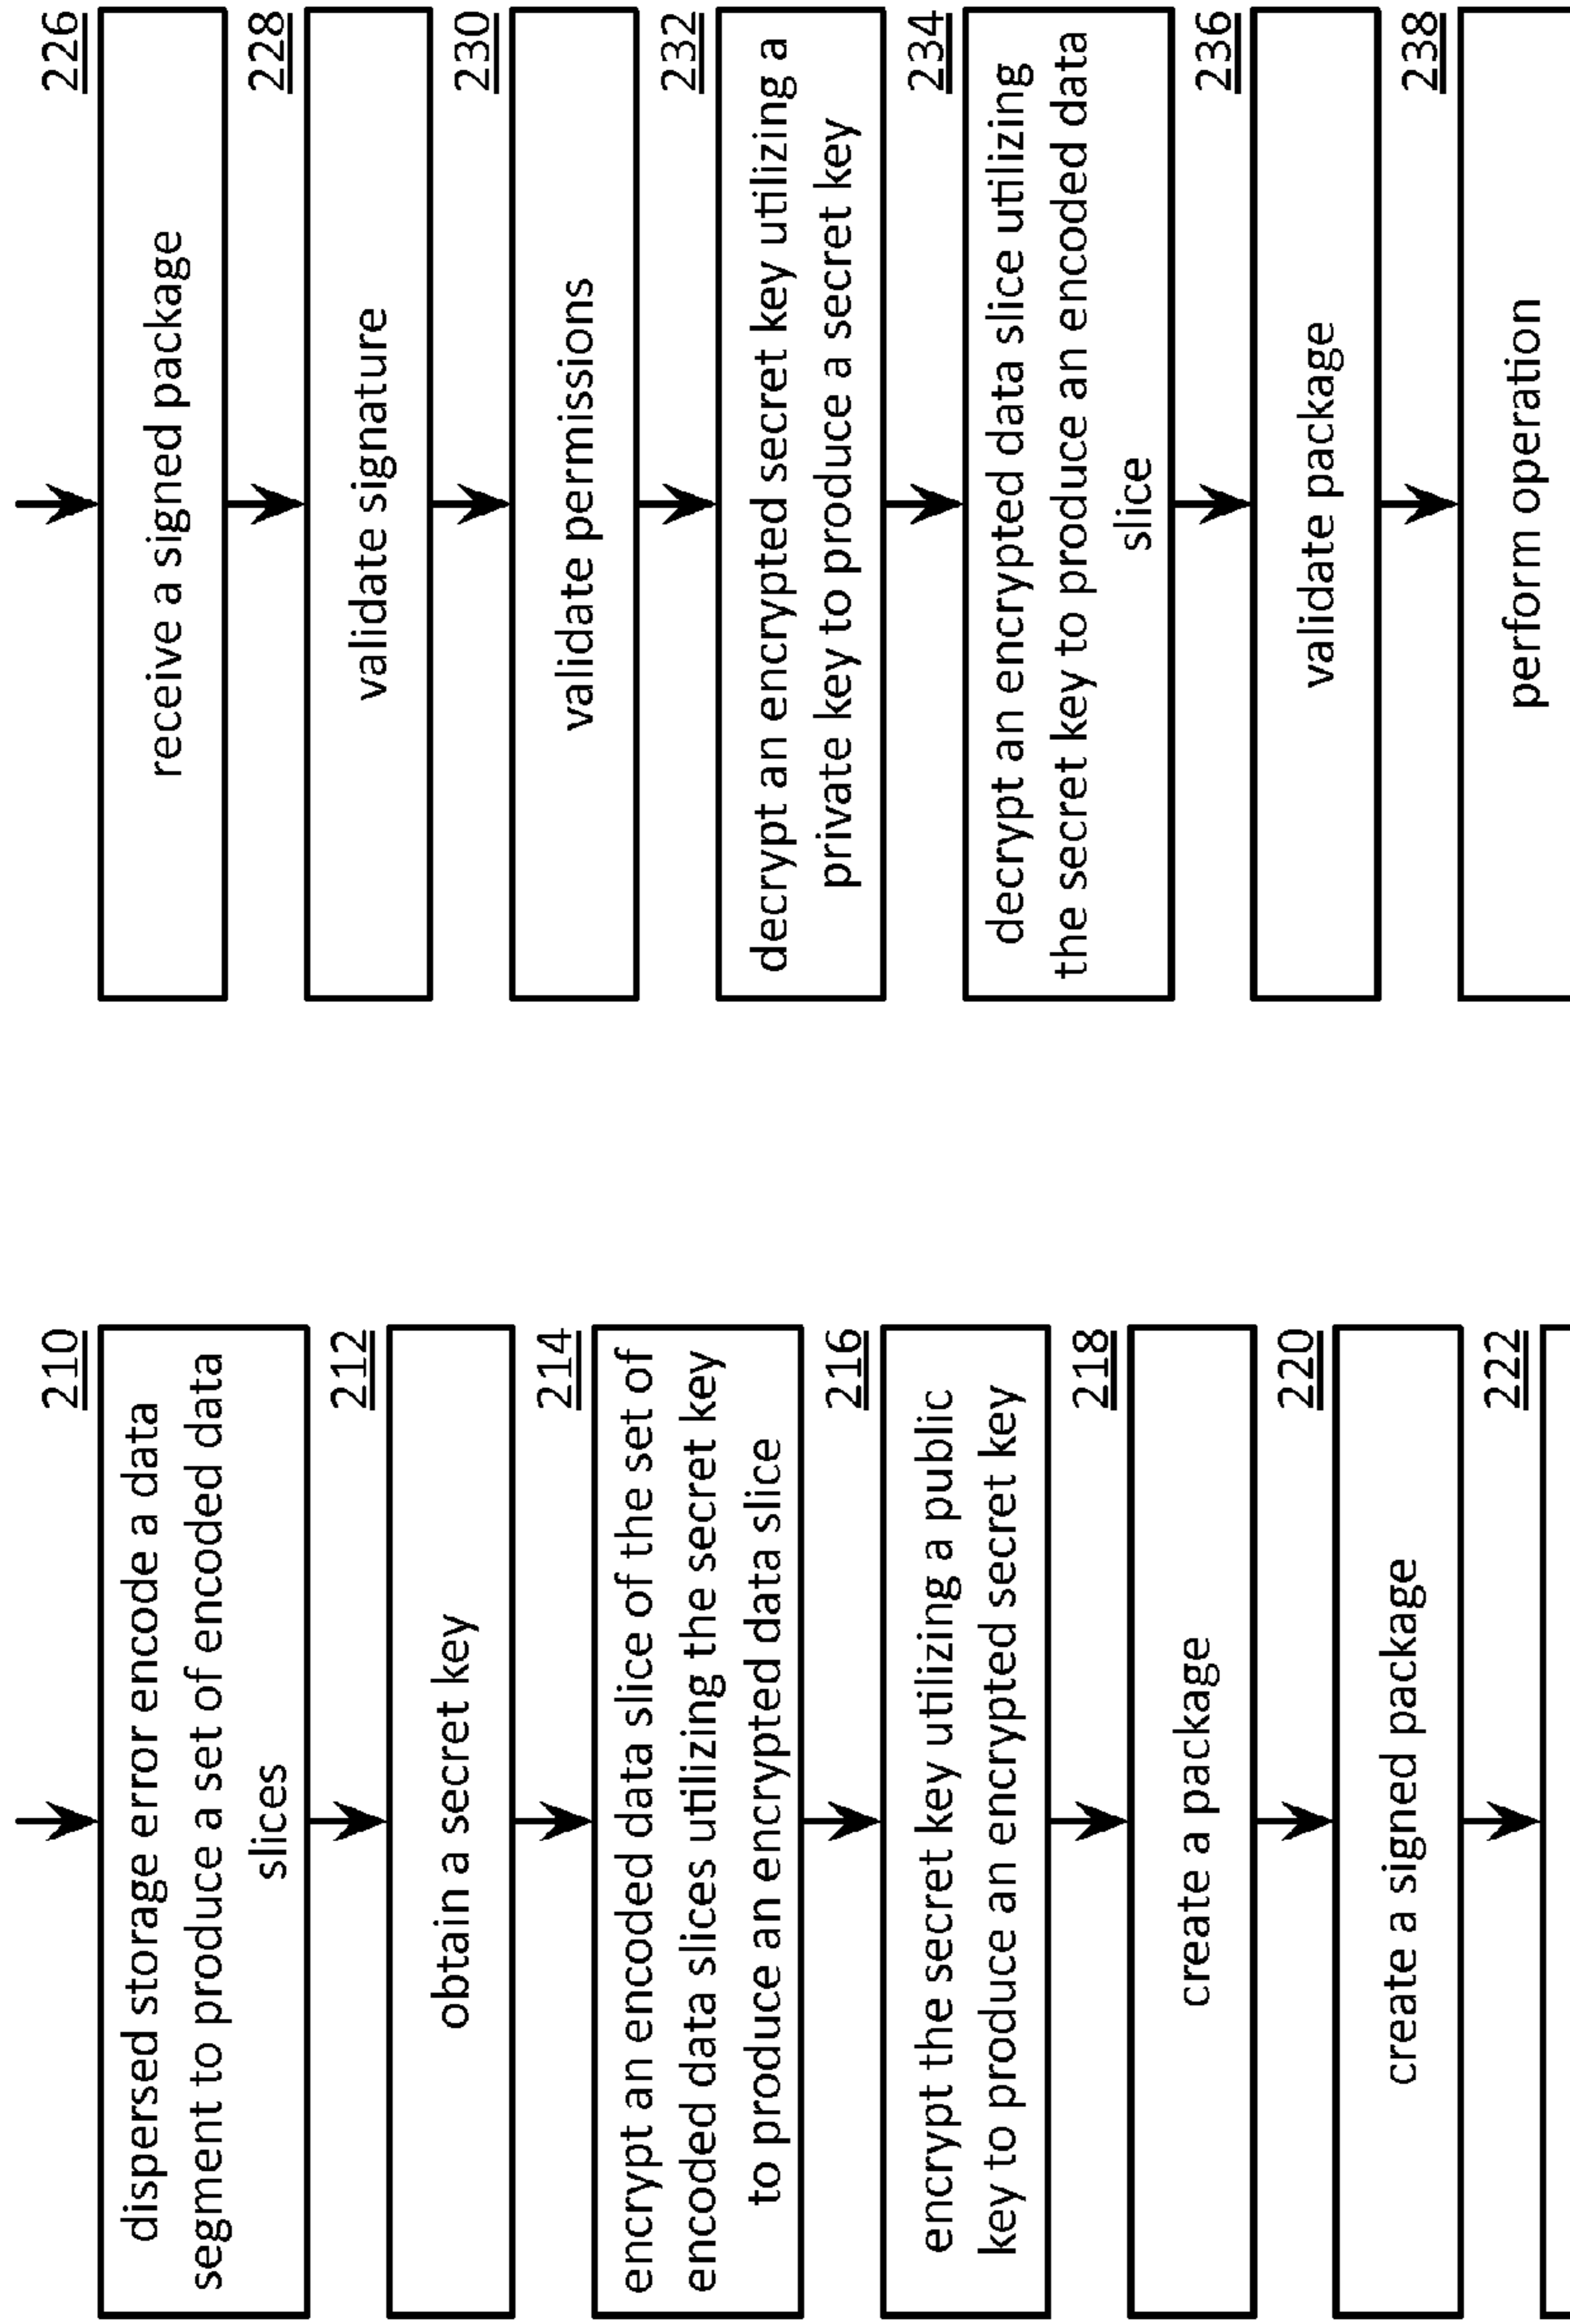 210
dispersed storage error encode a data
segment to produce a set of encoded data
slices
212
obtain a secret key
214
encrypt an encoded data slice of the set of
encoded data slices utilizing the secret key
to produce an encrypted data slice
216
encrypt the secret key utilizing a public
key to produce an encrypted secret key
218
create a package
220
create a signed package
222
226
receive a signed package
228
validate signature
230
validate permissions
232
decrypt an encrypted secret key utilizing a
private key to produce a secret key
234
decrypt an encrypted data slice utilizing
the secret key to produce an encoded data
slice
236
validate package
238
perform operation